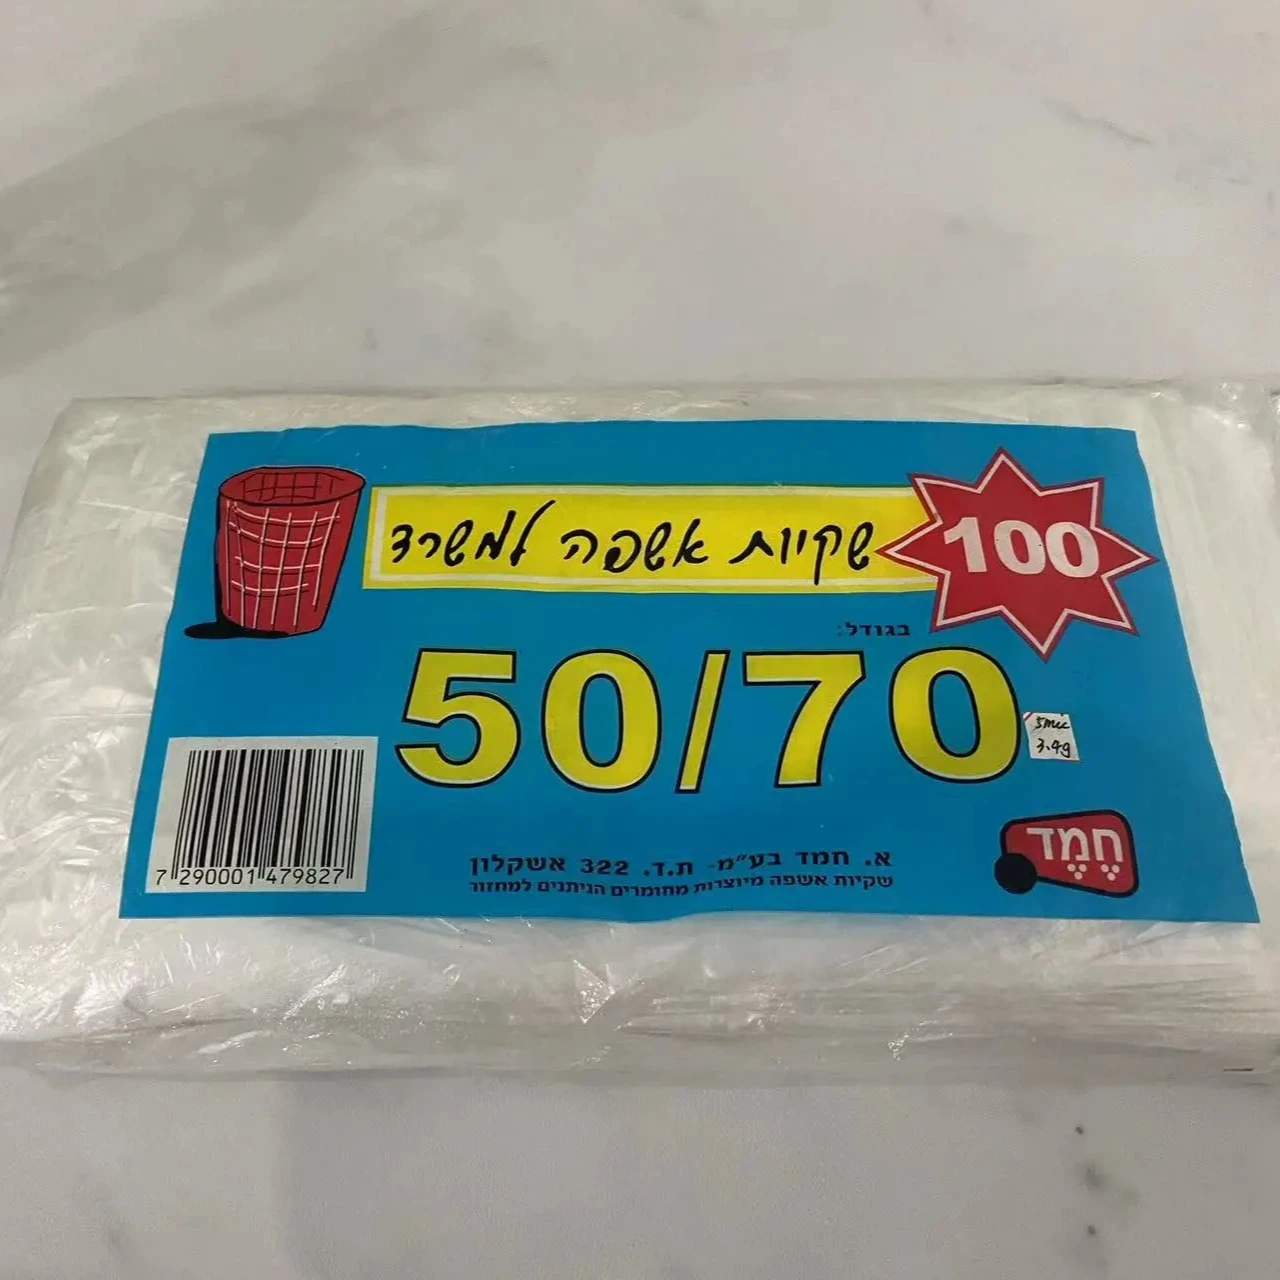 שקיות אשפה למשרד
100
בגודל:
50/70
5mic
3.4g
חָמָד
א. חמד בע"מ- ת.ד. 322 אשקלון
שקיות אשפה מיוצרות מחומרים הניתנים למחזור
7 290001 479827